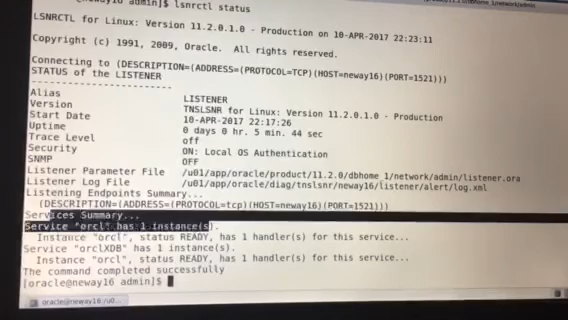 admin]$ lsnrctl status
LSNRCTL for Linux: Version 11.2.0.1.0 - Production on 10-APR-2017 22:23:11
Copyright (c) 1991, 2009, Oracle.  All rights reserved.
Connecting to (DESCRIPTION=(ADDRESS=(PROTOCOL=TCP)(HOST=neway16)(PORT=1521)))
STATUS of the LISTENER
------------------------
Alias                     LISTENER
Version                   TNSLSNR for Linux: Version 11.2.0.1.0 - Production
Start Date                10-APR-2017 22:17:26
Uptime                    0 days 0 hr. 5 min. 44 sec
Trace Level               off
Security                  ON: Local OS Authentication
SNMP                      OFF
Listener Parameter File   /u01/app/oracle/product/11.2.0/dbhome_1/network/admin/listener.ora
Listener Log File         /u01/app/oracle/diag/tnslsnr/neway16/listener/alert/log.xml
Listening Endpoints Summary...
(DESCRIPTION=(ADDRESS=(PROTOCOL=tcp)(HOST=neway16)(PORT=1521)))
Services Summary...
Service "orcl" has 1 instance(s).
Instance "orcl", status READY, has 1 handler(s) for this service...
Service "orclXDB" has 1 instance(s).
Instance "orcl", status READY, has 1 handler(s) for this service...
The command completed successfully
[oracle@neway16 admin]$
oracle@neway16:/u0...